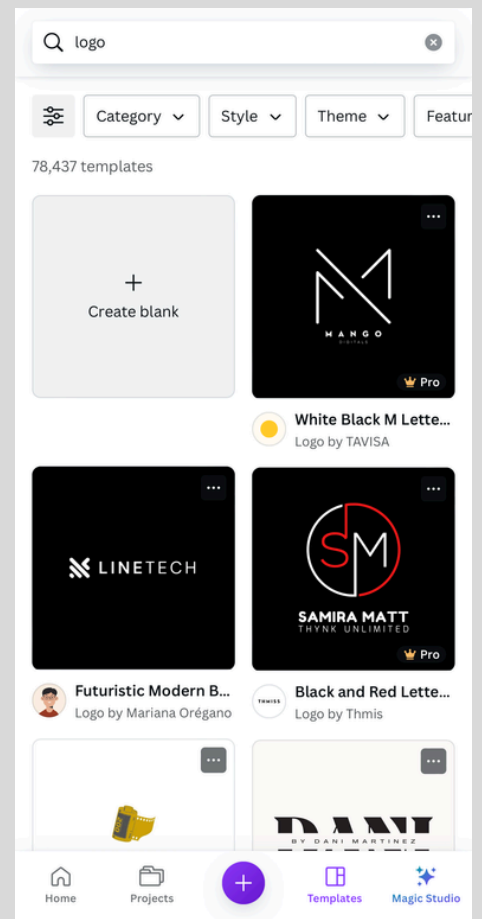 logo
Category
Style
Theme
Featur
78,437 templates
Create blank
MANGO
DIGITALS
Pro
White Black M Lette...
Logo by TAVISA
LINETECH
SM
SAMIRA MATT
THYNK UNLIMITED
Pro
Futuristic Modern B...
Logo by Mariana Orégano
THMISS
Black and Red Lette...
Logo by Thmis
DANI
BY DANI MARTINEZ
Home
Projects
Templates
Magic Studio